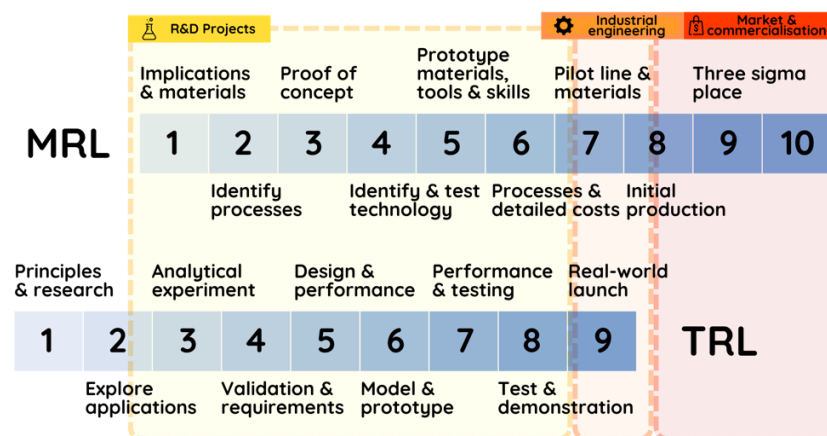 R&D Projects
Industrial
engineering
Market &
commercialisation
Implications
& materials
Proof of
concept
Prototype
materials,
tools & skills
Pilot line &
materials
Three sigma
place
MRL
1 2 3 4 5 6 7 8 9 10
Identify
processes
Identify & test
technology
Processes &
detailed costs
Initial
production
Principles
& research
Analytical
experiment
Design &
performance
Performance
& testing
Real-world
launch
1 2 3 4 5 6 7 8 9
TRL
Explore
applications
Validation &
requirements
Model &
prototype
Test &
demonstration